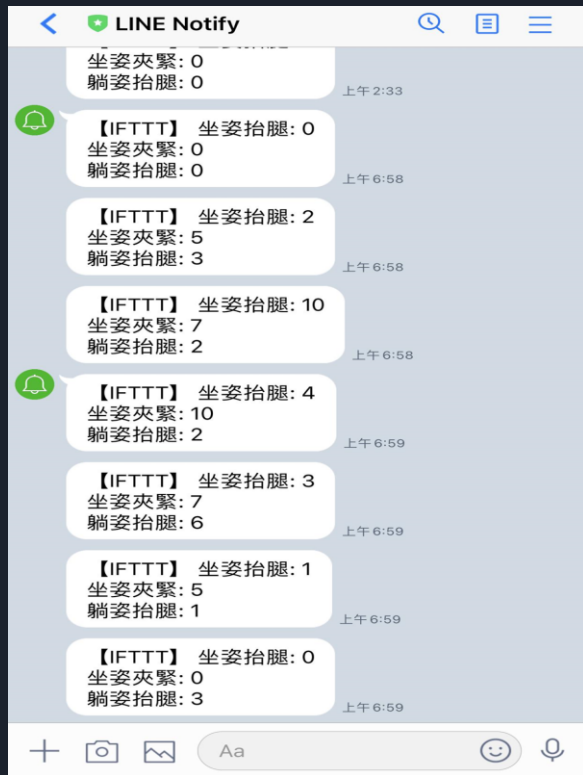 LINE Notify
坐姿夾緊: 0
躺姿抬腿: 0
上午 2:33
【IFTTT】 坐姿抬腿: 0
坐姿夾緊: 0
躺姿抬腿: 0
上午 6:58
【IFTTT】 坐姿抬腿: 2
坐姿夾緊: 5
躺姿抬腿: 3
上午 6:58
【IFTTT】 坐姿抬腿: 10
坐姿夾緊: 7
躺姿抬腿: 2
上午 6:58
【IFTTT】 坐姿抬腿: 4
坐姿夾緊: 10
躺姿抬腿: 2
上午 6:59
【IFTTT】 坐姿抬腿: 3
坐姿夾緊: 7
躺姿抬腿: 6
上午 6:59
【IFTTT】 坐姿抬腿: 1
坐姿夾緊: 5
躺姿抬腿: 1
上午 6:59
【IFTTT】 坐姿抬腿: 0
坐姿夾緊: 0
躺姿抬腿: 3
上午 6:59
Aa